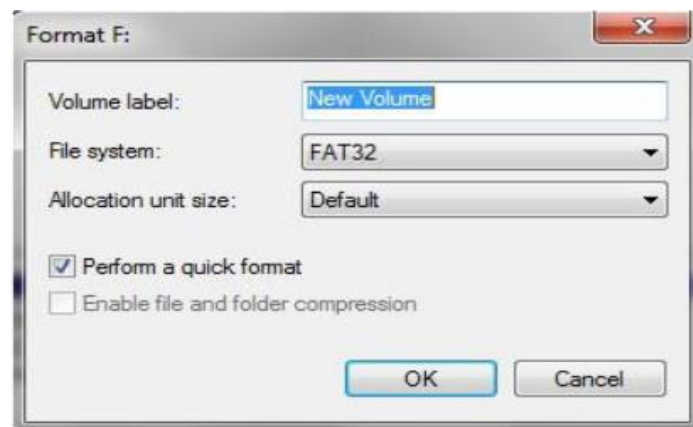 Format F:
Volume label: New Volume
File system: FAT32
Allocation unit size: Default
Perform a quick format
Enable file and folder compression
OK Cancel